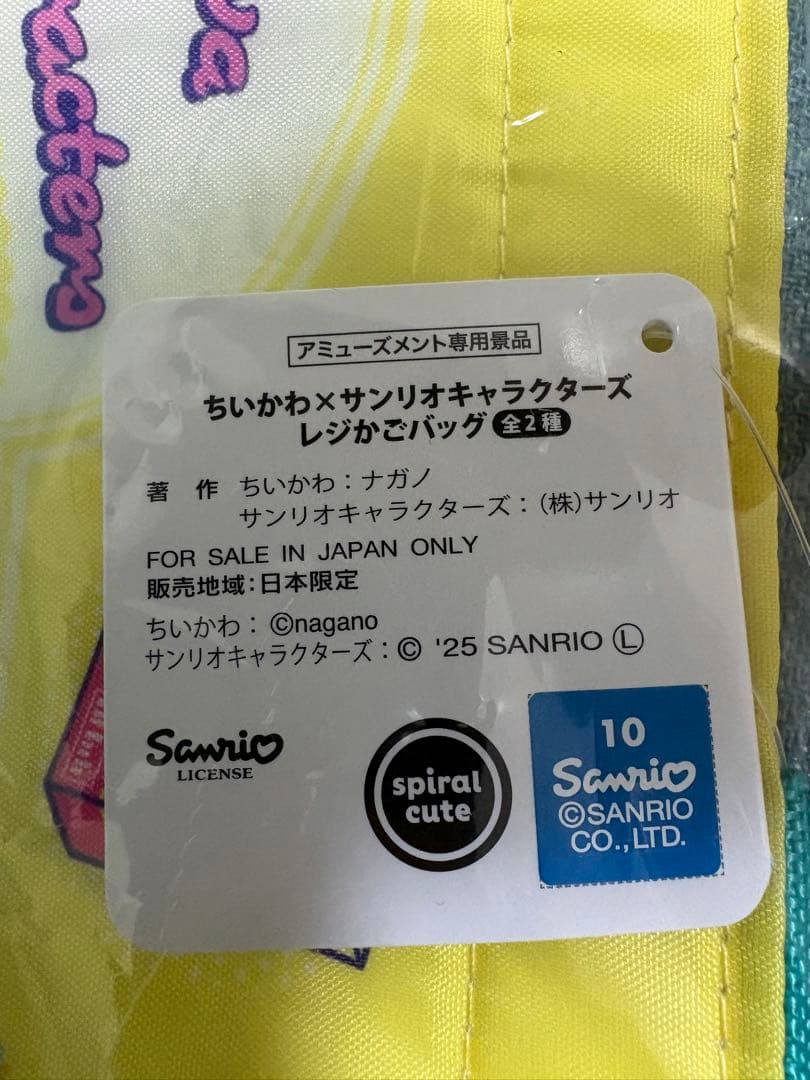 アミューズメント専用景品
ちいかわ×サンリオキャラクターズ
レジかごバッグ 全2種
著 作 ちいかわ：ナガノ
サンリオキャラクターズ：(株)サンリオ
FOR SALE IN JAPAN ONLY
販売地域：日本限定
ちいかわ：©nagano
サンリオキャラクターズ：© '25 SANRIO Ⓛ
Sanrio
LICENSE
spiral
cute
10
Sanrio
©SANRIO
CO.,LTD.